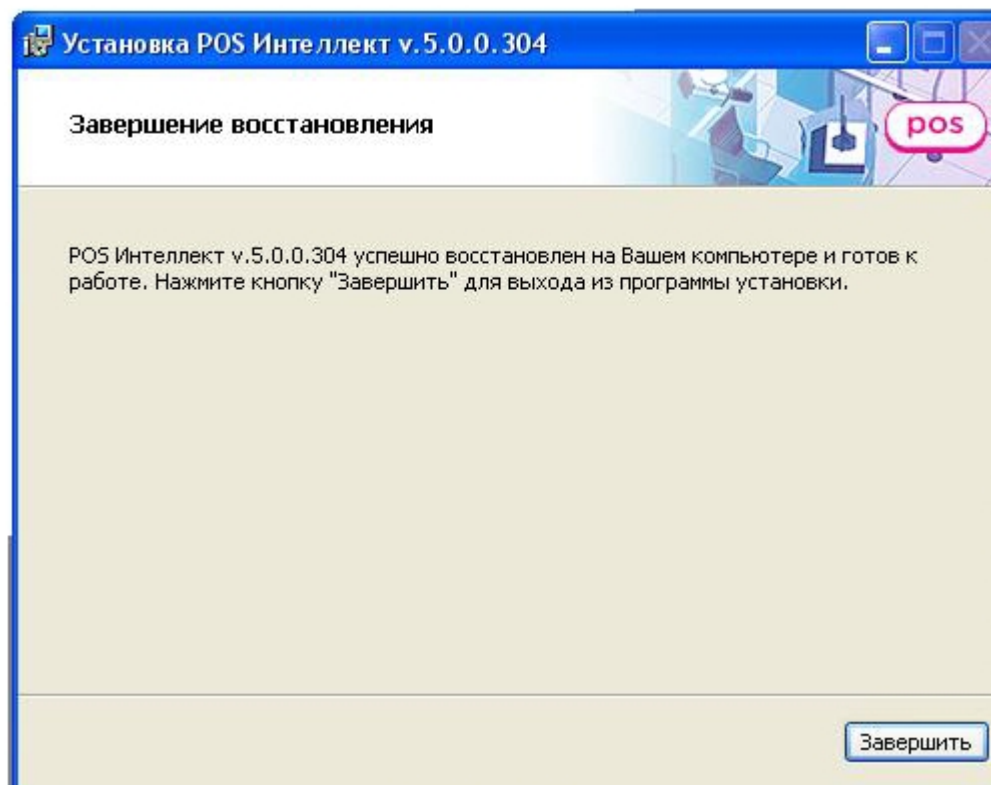 Установка POS Интеллект v.5.0.0.304
Завершение восстановления
pos
POS Интеллект v.5.0.0.304 успешно восстановлен на Вашем компьютере и готов к
работе. Нажмите кнопку "Завершить" для выхода из программы установки.
Завершить